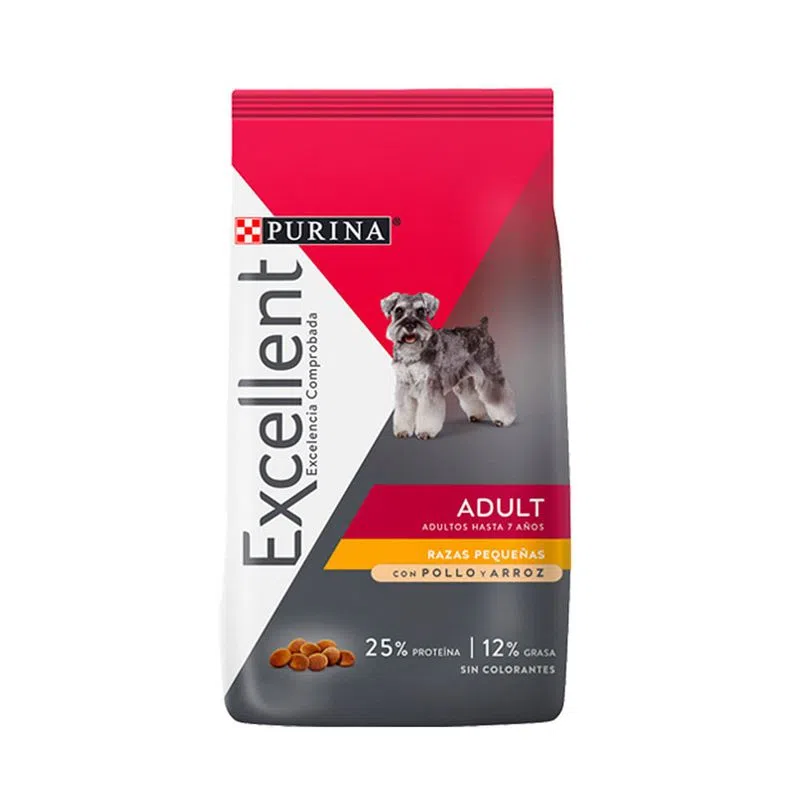 PURINA®
Excellent
Excelencia Comprobada
ADULT
ADULTOS HASTA 7 AÑOS
RAZAS PEQUEÑAS
CON POLLO Y ARROZ
25% PROTEÍNA | 12% GRASA
SIN COLORANTES